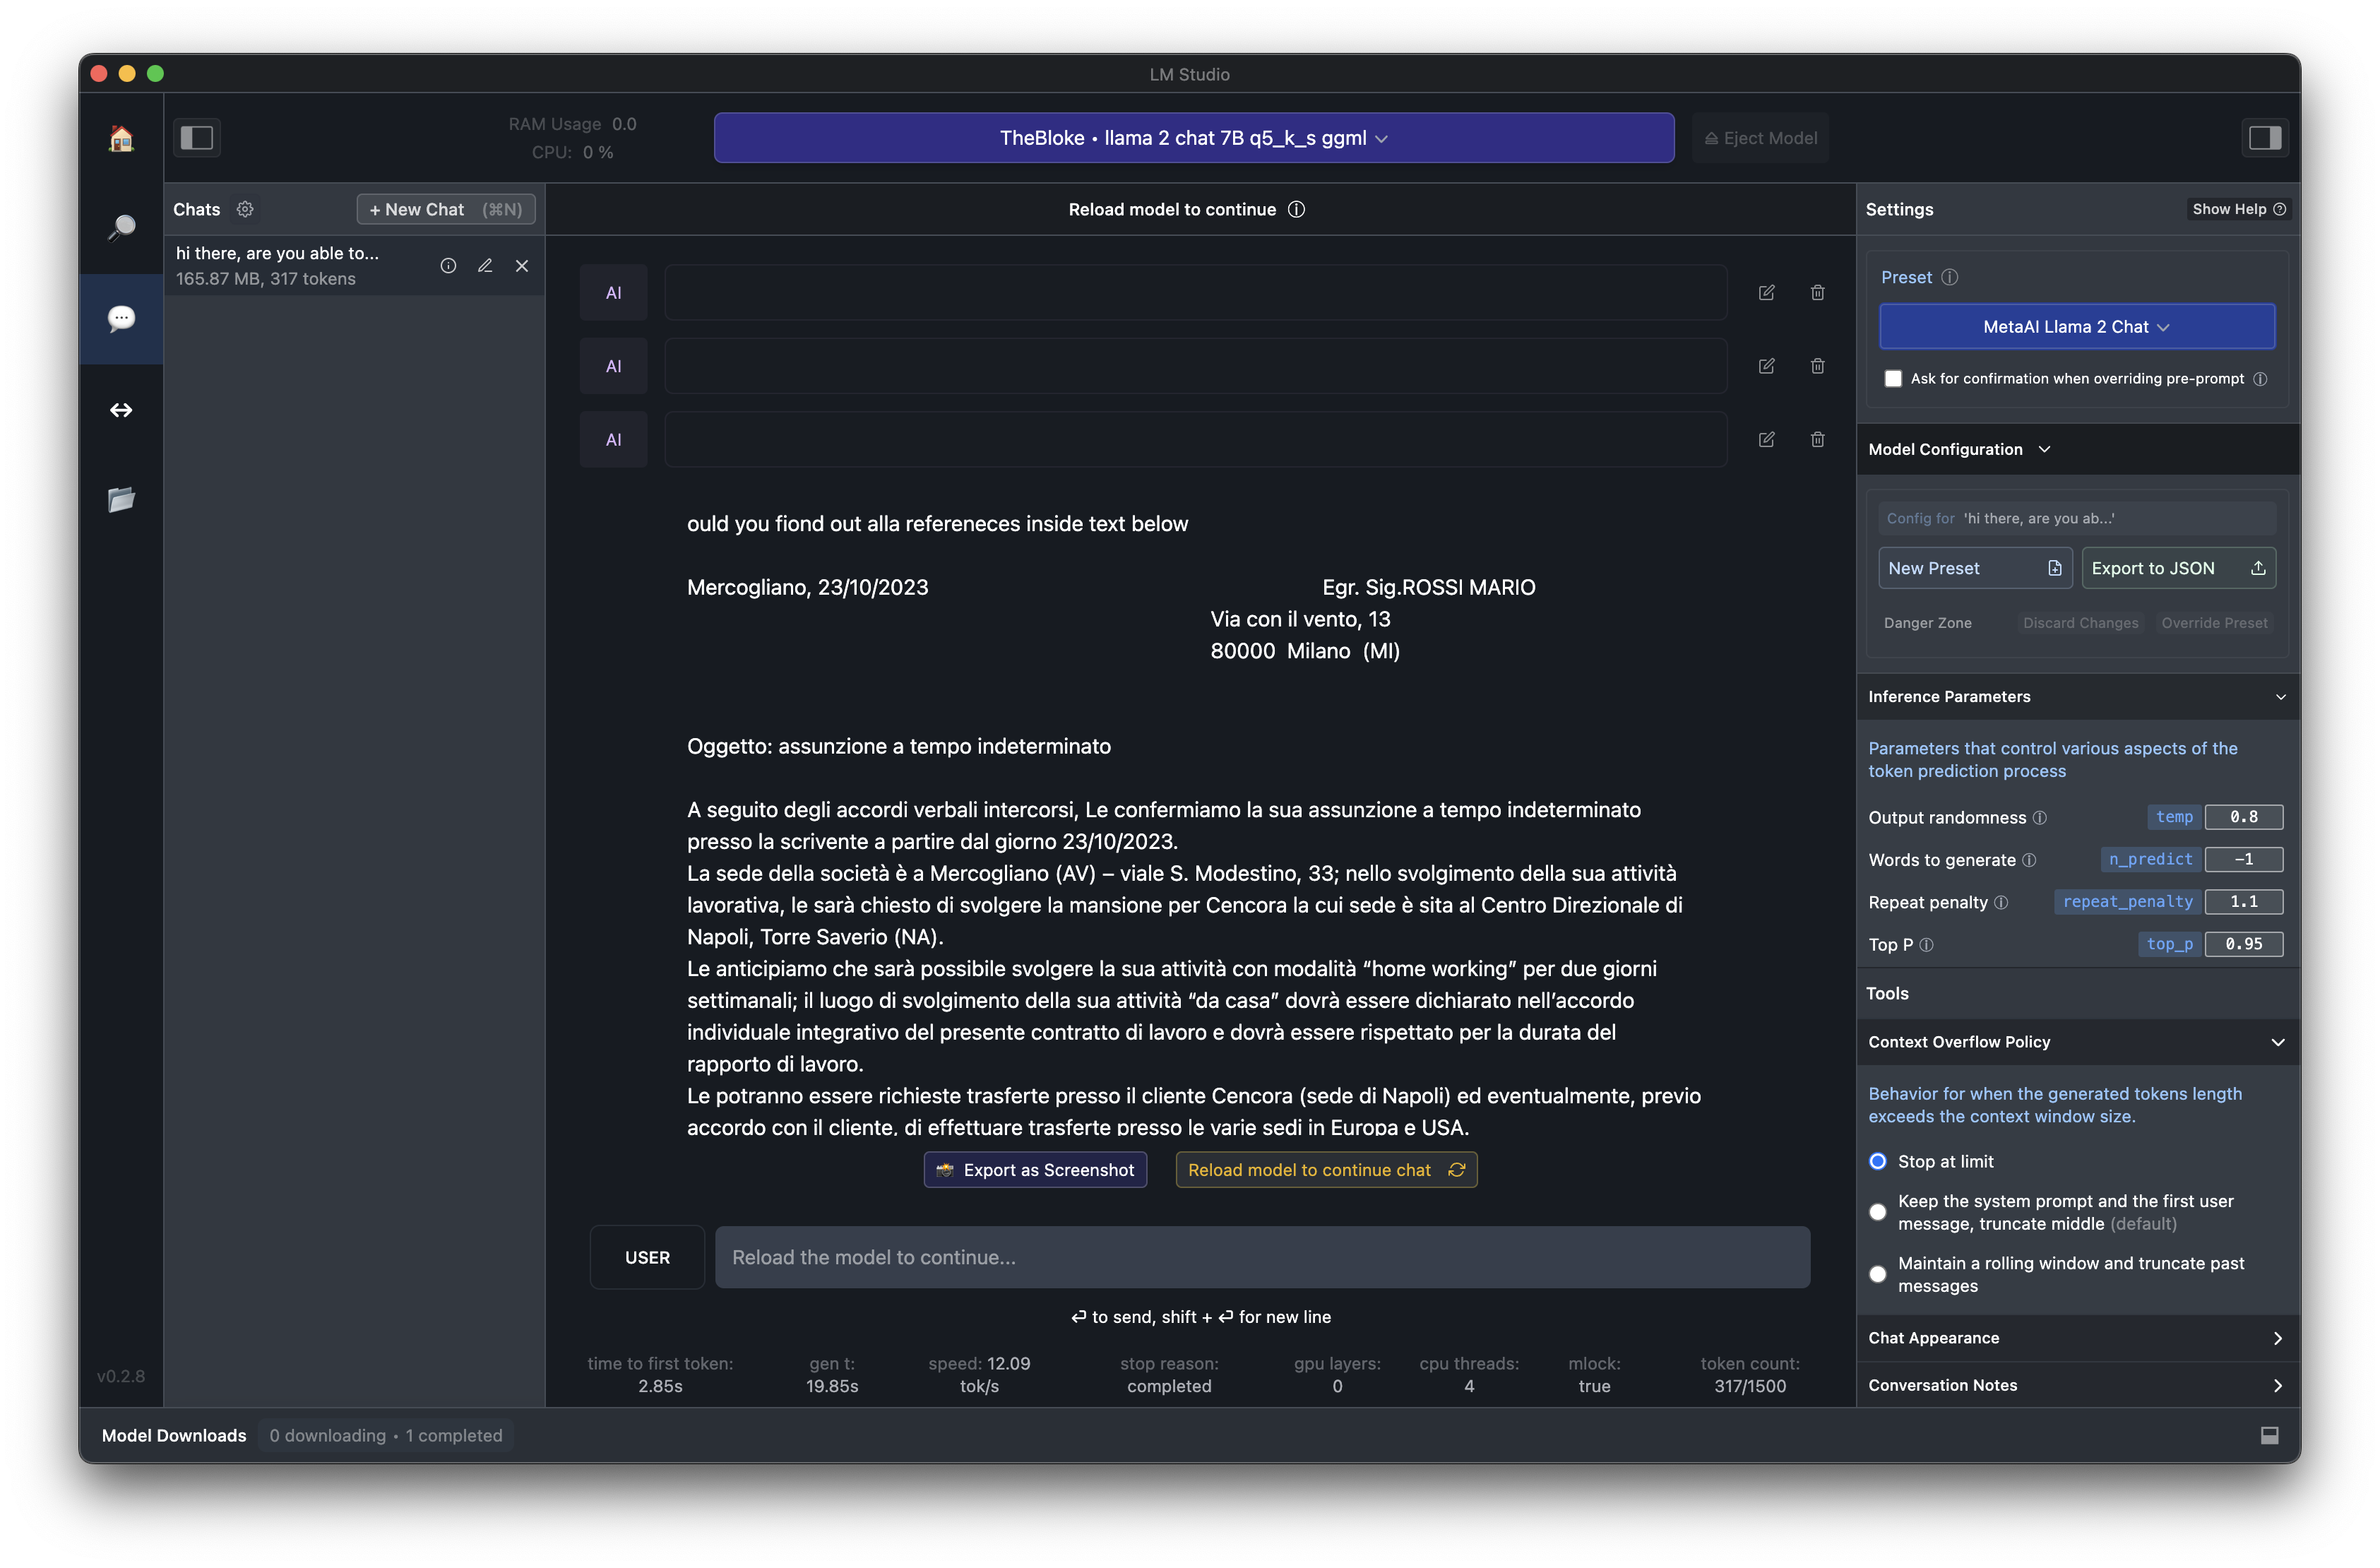 LM Studio
RAM Usage 0.0
CPU: 0 %
TheBloke • llama 2 chat 7B q5_k_s ggml
Eject Model
Chats
+ New Chat (⌘N)
hi there, are you able to...
165.87 MB, 317 tokens
Reload model to continue
AI
AI
AI
ould you fiond out alla refereneces inside text below
Mercogliano, 23/10/2023 Egr. Sig.ROSSI MARIO
Via con il vento, 13
80000 Milano (MI)
Oggetto: assunzione a tempo indeterminato
A seguito degli accordi verbali intercorsi, Le confermiamo la sua assunzione a tempo indeterminato
presso la scrivente a partire dal giorno 23/10/2023.
La sede della società è a Mercogliano (AV) – viale S. Modestino, 33; nello svolgimento della sua attività
lavorativa, le sarà chiesto di svolgere la mansione per Cencora la cui sede è sita al Centro Direzionale di
Napoli, Torre Saverio (NA).
Le anticipiamo che sarà possibile svolgere la sua attività con modalità “home working” per due giorni
settimanali; il luogo di svolgimento della sua attività “da casa” dovrà essere dichiarato nell’accordo
individuale integrativo del presente contratto di lavoro e dovrà essere rispettato per la durata del
rapporto di lavoro.
Le potranno essere richieste trasferte presso il cliente Cencora (sede di Napoli) ed eventualmente, previo
accordo con il cliente, di effettuare trasferte presso le varie sedi in Europa e USA.
Export as Screenshot
Reload model to continue chat
USER
Reload the model to continue...
⏎ to send, shift + ⏎ for new line
time to first token: 2.85s
gen t: 19.85s
speed: 12.09 tok/s
stop reason: completed
gpu layers: 0
cpu threads: 4
mlock: true
token count: 317/1500
Settings
Show Help
Preset
MetaAI Llama 2 Chat
Ask for confirmation when overriding pre-prompt
Model Configuration
Config for 'hi there, are you ab...'
New Preset
Export to JSON
Danger Zone
Discard Changes
Override Preset
Inference Parameters
Parameters that control various aspects of the
token prediction process
Output randomness temp 0.8
Words to generate n_predict −1
Repeat penalty repeat_penalty 1.1
Top P top_p 0.95
Tools
Context Overflow Policy
Behavior for when the generated tokens length
exceeds the context window size.
Stop at limit
Keep the system prompt and the first user
message, truncate middle (default)
Maintain a rolling window and truncate past
messages
Chat Appearance
Conversation Notes
v0.2.8
Model Downloads
0 downloading • 1 completed